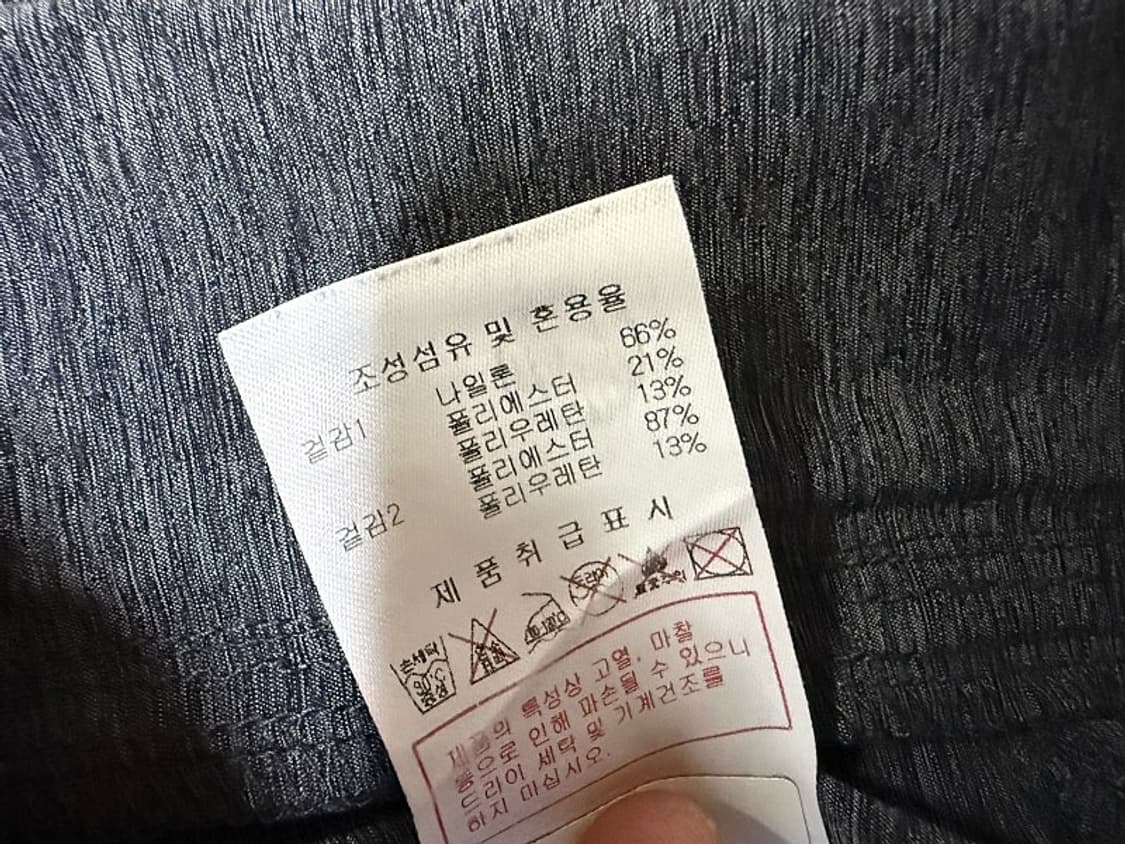 조성섬유 및 혼용율
겉감1 나일론 66%
폴리에스터 21%
폴리우레탄 13%
겉감2 폴리에스터 87%
폴리우레탄 13%
제품취급표시
손세탁
드라이
제품의 특성상 고열, 마찰
등으로 인해 파손될 수 있으니
드라이 세탁 및 기계건조를
하지 마십시오.